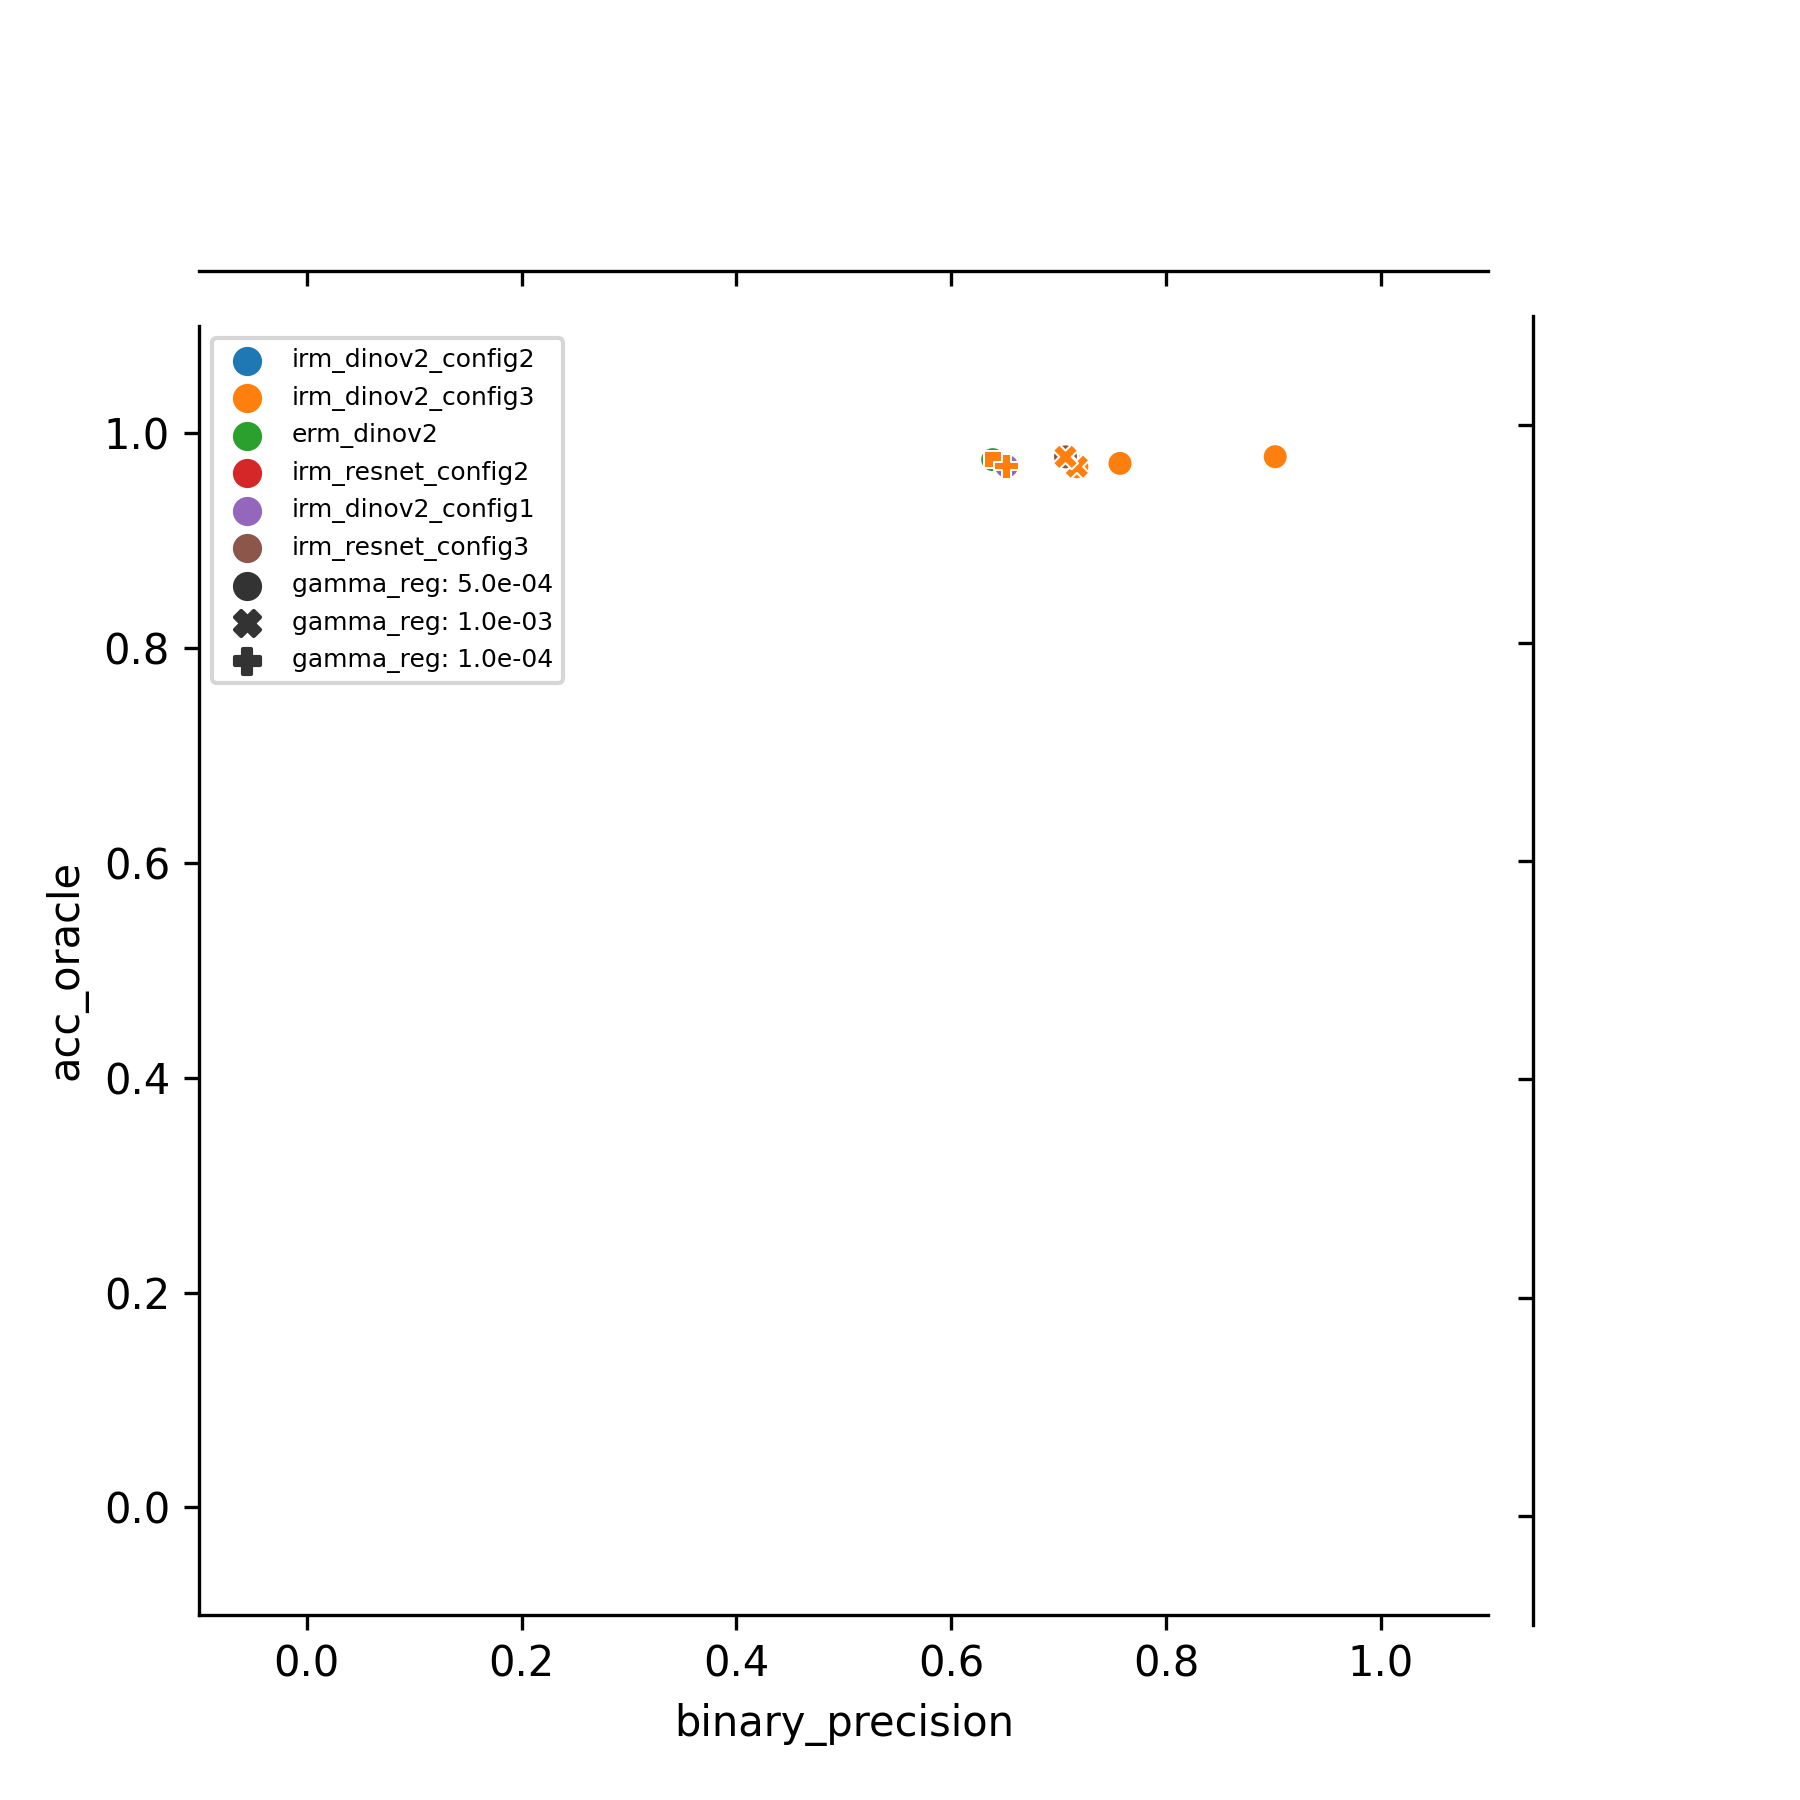 irm_dinov2_config2
irm_dinov2_config3
erm_dinov2
irm_resnet_config2
irm_dinov2_config1
irm_resnet_config3
gamma_reg: 5.0e-04
gamma_reg: 1.0e-03
gamma_reg: 1.0e-04
1.0
0.8
0.6
0.4
0.2
0.0
acc_oracle
0.0 0.2 0.4 0.6 0.8 1.0
binary_precision